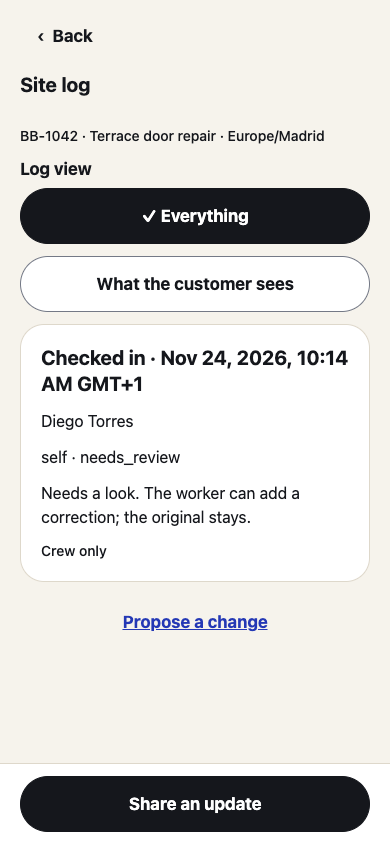 ‹ Back
Site log
BB-1042 · Terrace door repair · Europe/Madrid
Log view
✓ Everything
What the customer sees
Checked in · Nov 24, 2026, 10:14
AM GMT+1
Diego Torres
self · needs_review
Needs a look. The worker can add a
correction; the original stays.
Crew only
Propose a change
Share an update